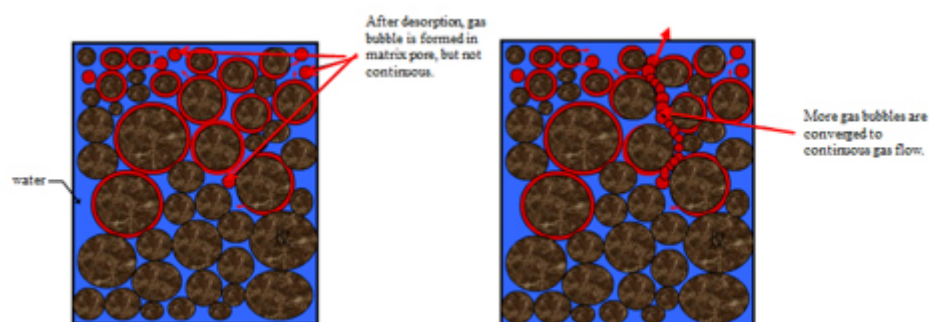 After desorption, gas
bubble is formed in
matrix pore, but not
continuous.
More gas bubbles are
converged to
continuous gas flow.
water